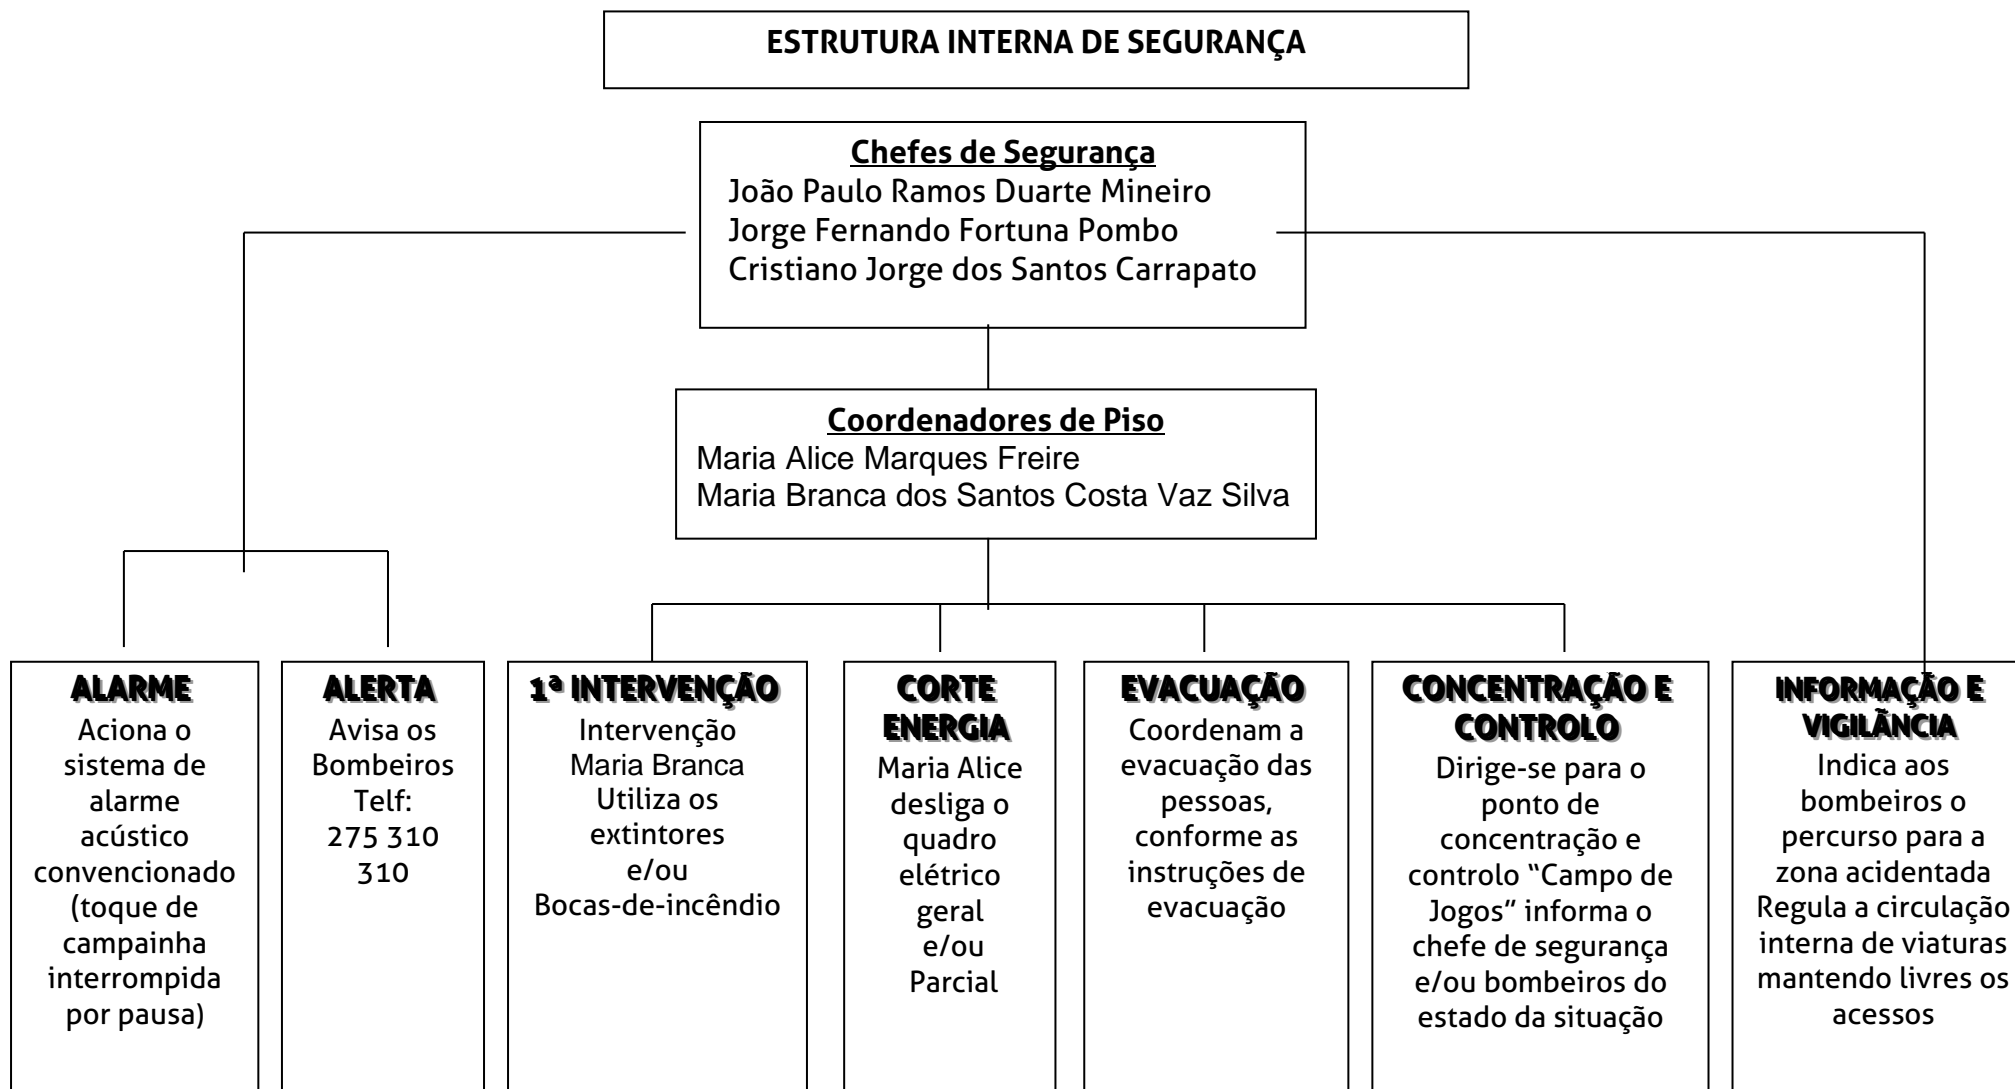 ESTRUTURA INTERNA DE SEGURANÇA
Chefes de Segurança
João Paulo Ramos Duarte Mineiro
Jorge Fernando Fortuna Pombo
Cristiano Jorge dos Santos Carrapato
Coordenadores de Piso
Maria Alice Marques Freire
Maria Branca dos Santos Costa Vaz Silva
ALARME
Aciona o
sistema de
alarme
acústico
convencionado
(toque de
campainha
interrompida
por pausa)
ALERTA
Avisa os
Bombeiros
Telf:
275 310
310
1ª INTERVENÇÃO
Intervenção
Maria Branca
Utiliza os
extintores
e/ou
Bocas-de-incêndio
CORTE
ENERGIA
Maria Alice
desliga o
quadro
elétrico
geral
e/ou
Parcial
EVACUAÇÃO
Coordenam a
evacuação das
pessoas,
conforme as
instruções de
evacuação
CONCENTRAÇÃO E
CONTROLO
Dirige-se para o
ponto de
concentração e
controlo “Campo de
Jogos” informa o
chefe de segurança
e/ou bombeiros do
estado da situação
INFORMAÇÃO E
VIGILÃNCIA
Indica aos
bombeiros o
percurso para a
zona acidentada
Regula a circulação
interna de viaturas
mantendo livres os
acessos